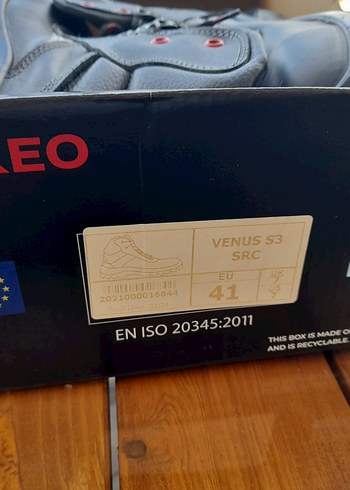 REO
VENUS S3
SRC
EU
41
2021000016644
EN ISO 20345:2011
THIS BOX IS MADE O
AND IS RECYCLABLE.